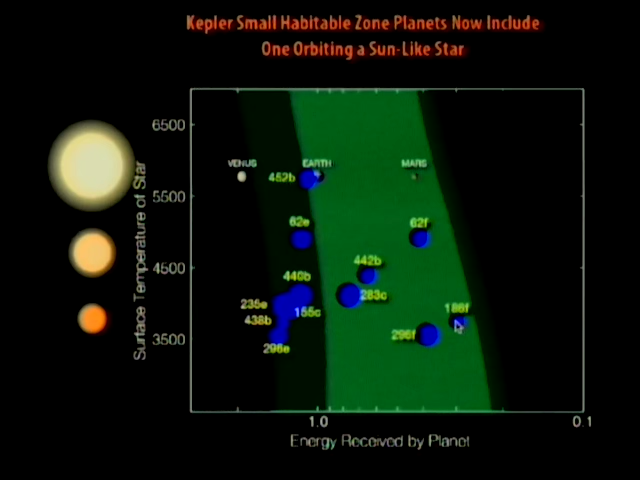 Kepler Small Habitable Zone Planets Now Include
One Orbiting a Sun-Like Star
Surface Temperature of Star
6500
5500
4500
3500
VENUS
EARTH
MARS
452b
62e
62f
442b
440b
283c
235e
155c
438b
186f
296e
296f
1.0
0.1
Energy Received by Planet